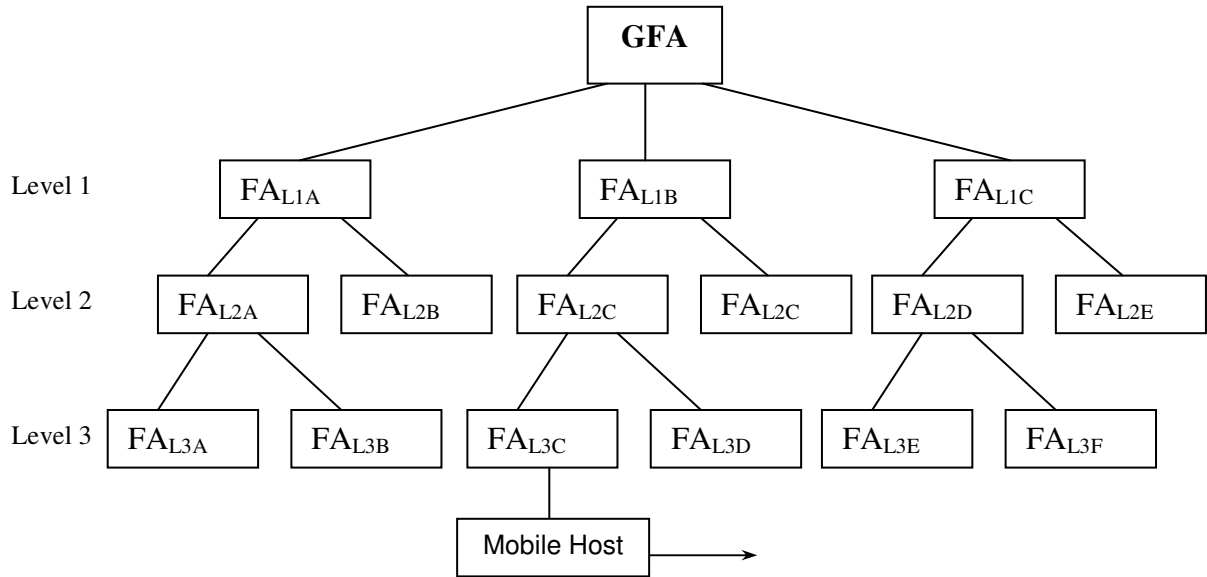 GFA
Level 1 FAL1A FAL1B FAL1C
Level 2 FAL2A FAL2B FAL2C FAL2C FAL2D FAL2E
Level 3 FAL3A FAL3B FAL3C FAL3D FAL3E FAL3F
Mobile Host